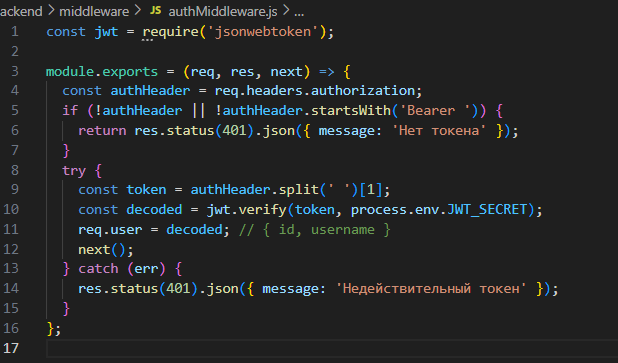 ackend > middleware > JS authMiddleware.js > ...
1 const jwt = require('jsonwebtoken');
2
3 module.exports = (req, res, next) => {
4   const authHeader = req.headers.authorization;
5   if (!authHeader || !authHeader.startsWith('Bearer ')) {
6     return res.status(401).json({ message: 'Нет токена' });
7   }
8   try {
9     const token = authHeader.split(' ')[1];
10     const decoded = jwt.verify(token, process.env.JWT_SECRET);
11     req.user = decoded; // { id, username }
12     next();
13   } catch (err) {
14     res.status(401).json({ message: 'Недействительный токен' });
15   }
16 };
17